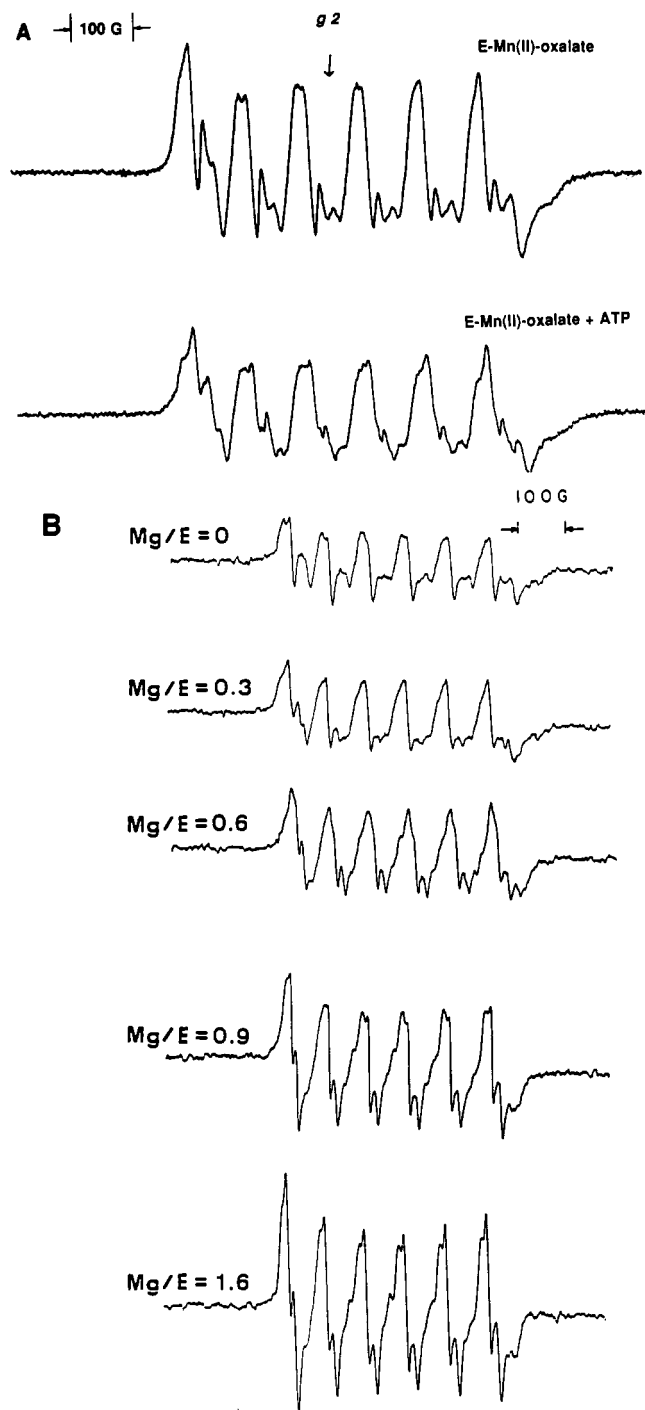 A
100 G
g 2
E-Mn(II)-oxalate
E-Mn(II)-oxalate + ATP
B
100G
Mg/E = 0
Mg/E = 0.3
Mg/E = 0.6
Mg/E = 0.9
Mg/E = 1.6